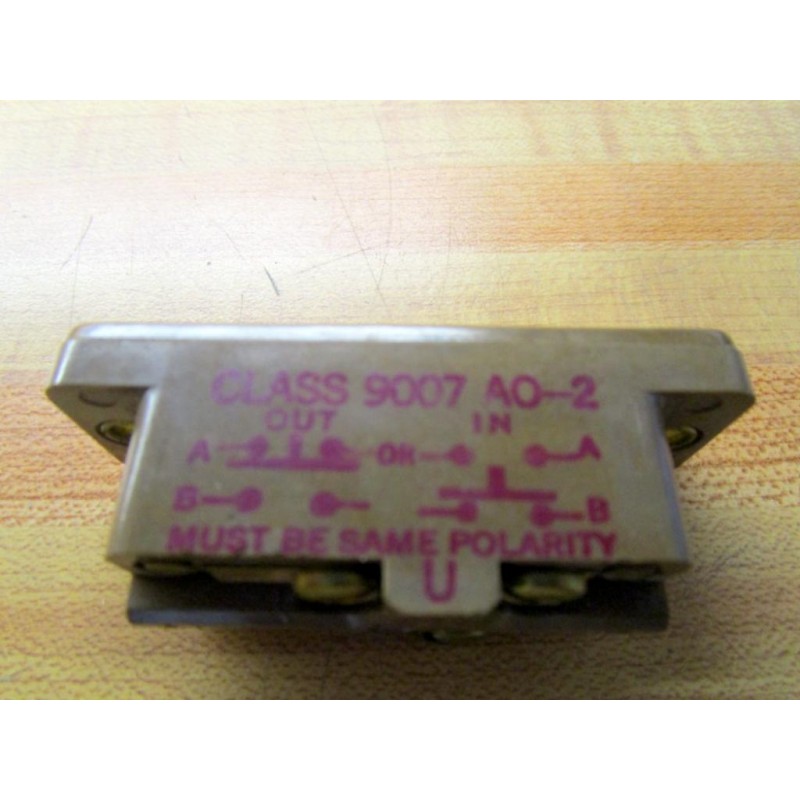 CLASS 9007 AO-2
OUT IN
A OR A
B B
MUST BE SAME POLARITY
U